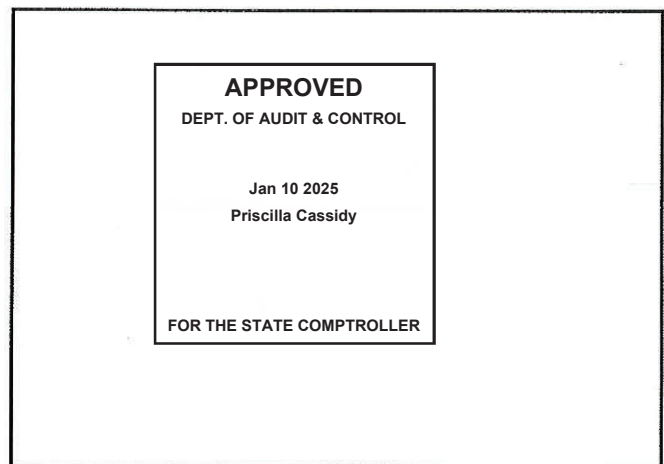 APPROVED
DEPT. OF AUDIT & CONTROL
Jan 10 2025
Priscilla Cassidy
FOR THE STATE COMPTROLLER